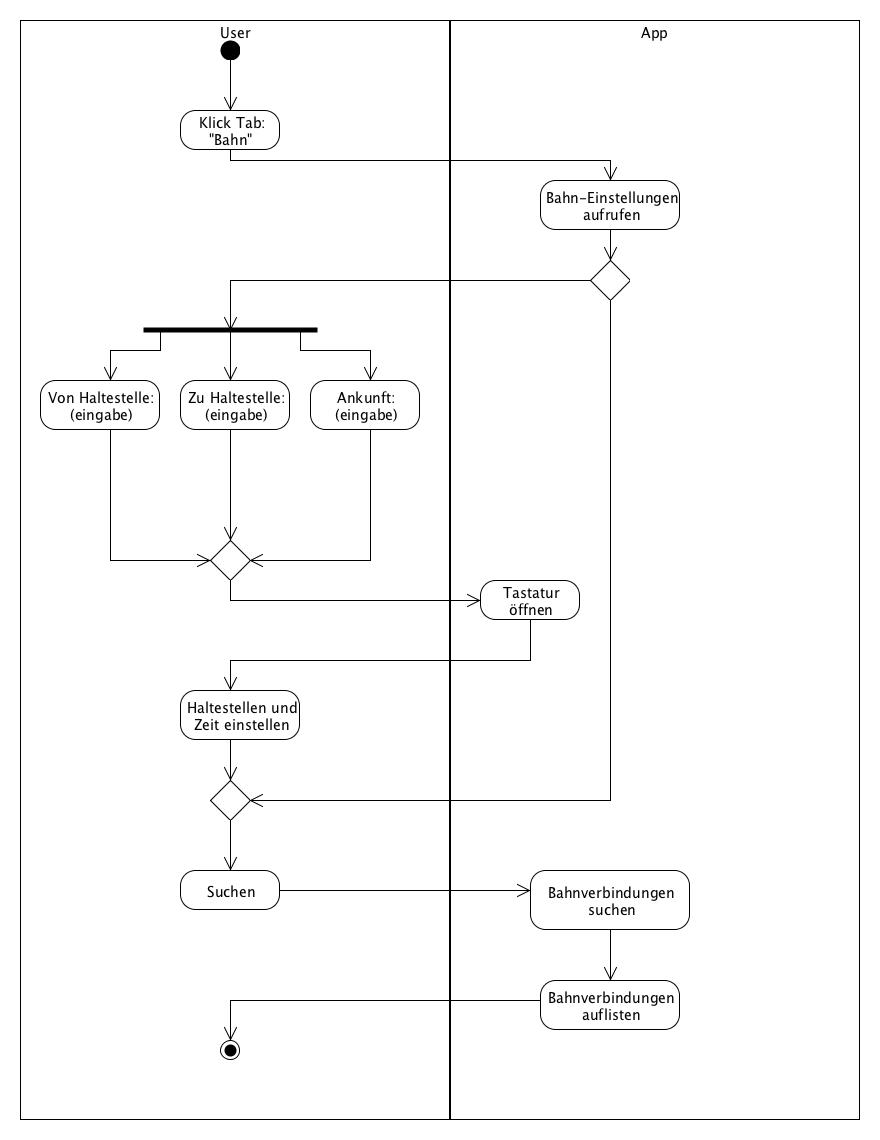 User
App
Klick Tab:
"Bahn"
Bahn-Einstellungen
aufrufen
Von Haltestelle:
(eingabe)
Zu Haltestelle:
(eingabe)
Ankunft:
(eingabe)
Tastatur
öffnen
Haltestellen und
Zeit einstellen
Suchen
Bahnverbindungen
suchen
Bahnverbindungen
auflisten